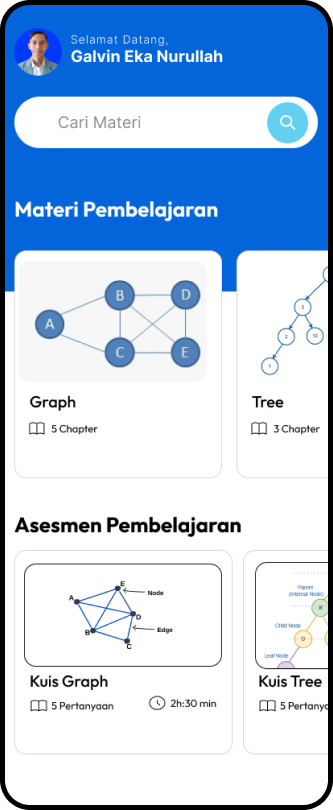 Selamat Datang,
Galvin Eka Nurullah
Cari Materi
Materi Pembelajaran
A
B
D
C
E
3
2
10
1
Graph
5 Chapter
Tree
3 Chapter
Asesmen Pembelajaran
E
Node
A
D
B
Edge
C
Parent
(Internal Node)
B
Child Node
D
Leaf Node
Kuis Graph
5 Pertanyaan
2h:30 min
Kuis Tree
5 Pertanya